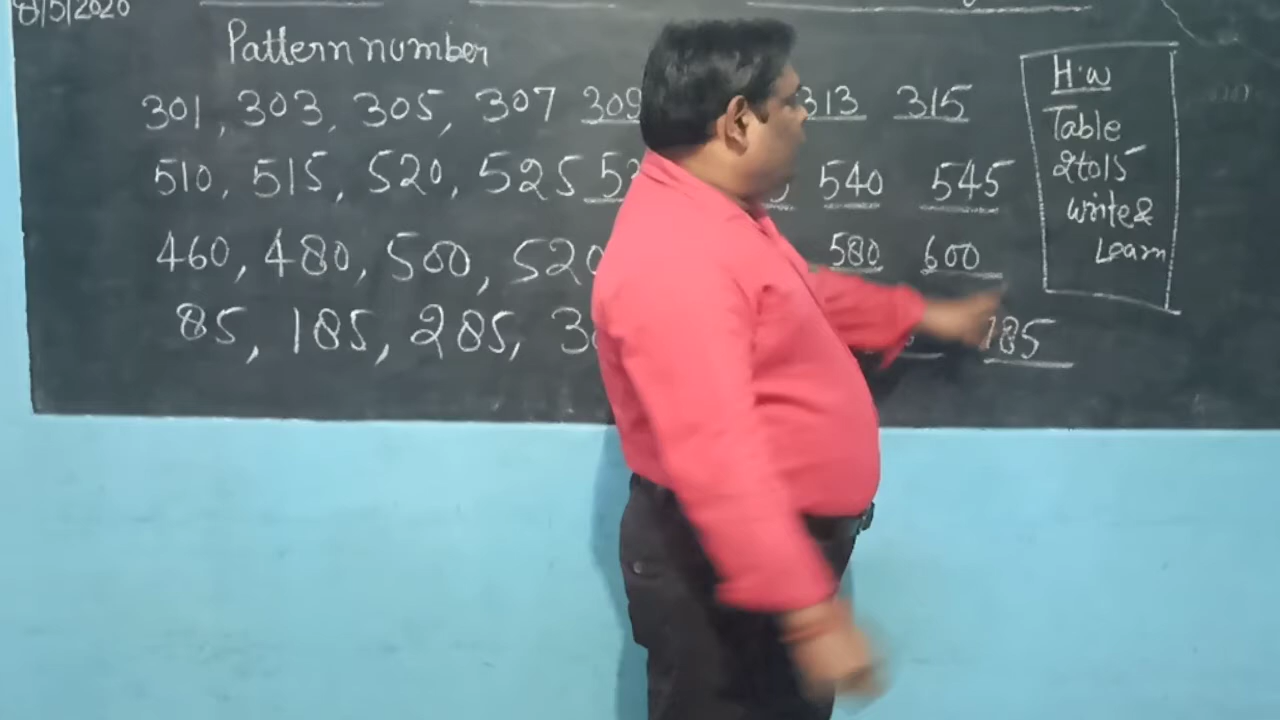 8/5/2020
Pattern number
301, 303, 305, 307 309 313 315
510, 515, 520, 525 540 545
460, 480, 500, 520 580 600
85, 185, 285,
H.W
Table
2 to 15
write &
Learn